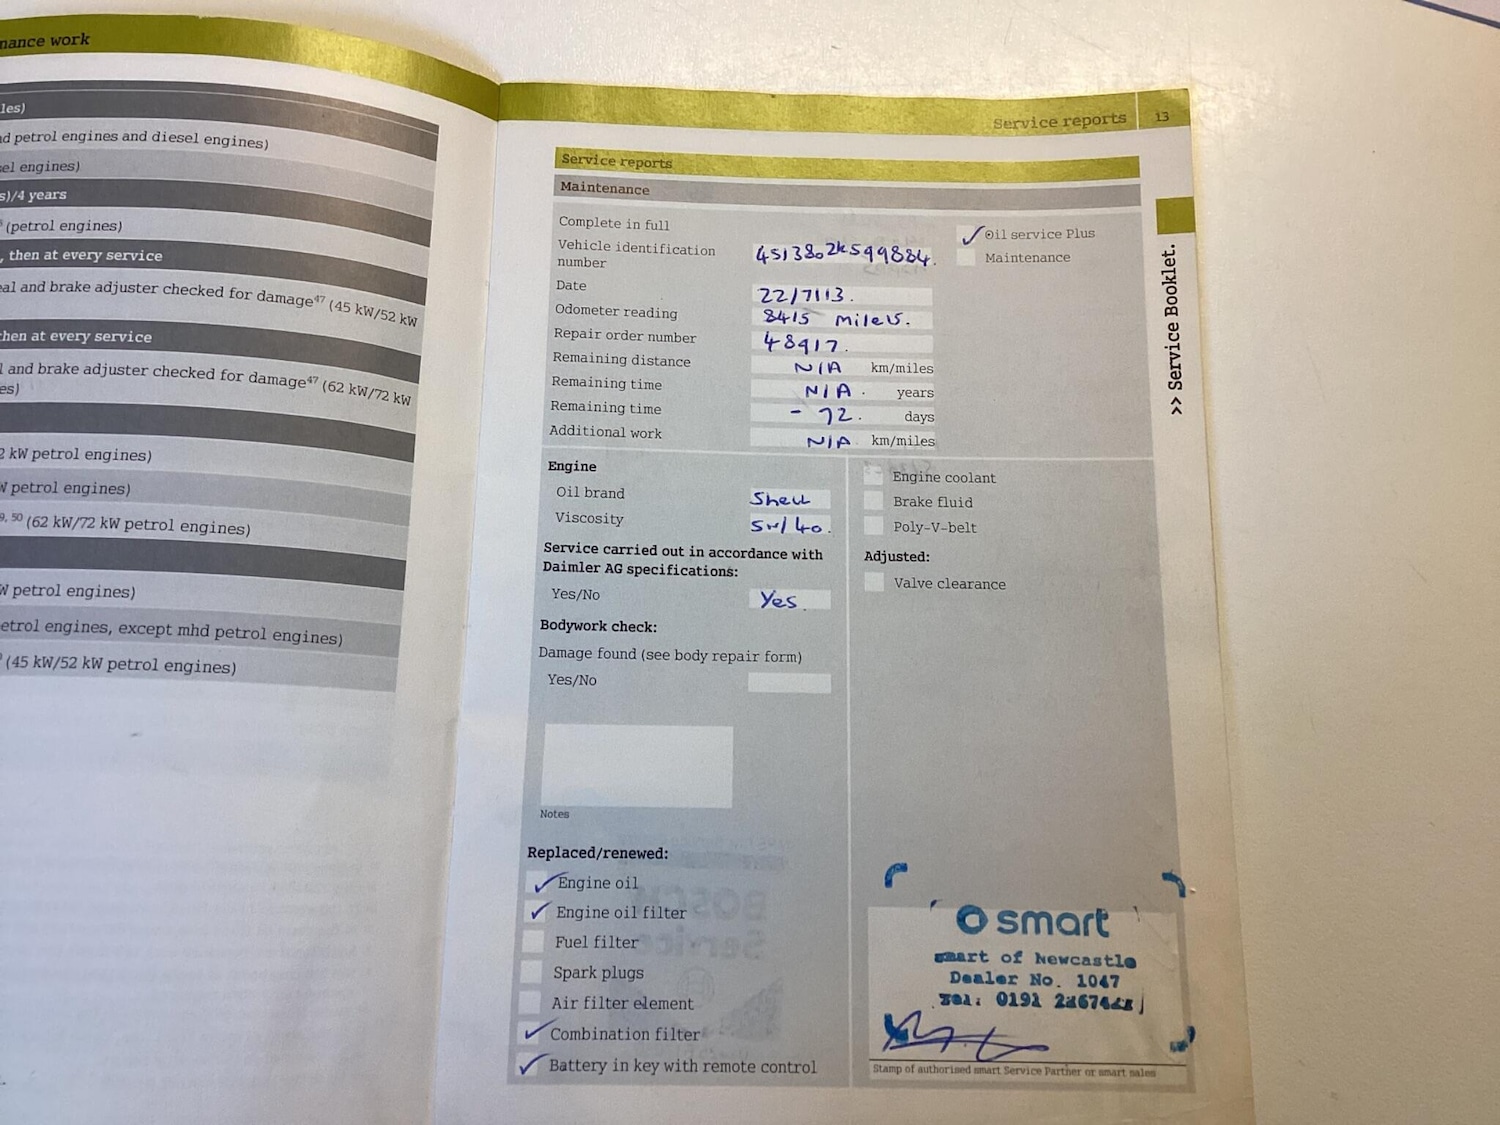 nance work
les)
nd petrol engines and diesel engines)
sel engines)
s)/4 years
(petrol engines)
, then at every service
eal and brake adjuster checked for damage47 (45 kW/52 kW
then at every service
l and brake adjuster checked for damage47 (62 kW/72 kW
es)
2 kW petrol engines)
W petrol engines)
9, 50 (62 kW/72 kW petrol engines)
W petrol engines)
etrol engines, except mhd petrol engines)
(45 kW/52 kW petrol engines)
Service reports 13
Service reports
Maintenance
Complete in full
Oil service Plus
Vehicle identification number 4513802k599884.
Maintenance
Date 22/7/13.
Odometer reading 8415 miles.
Repair order number 48917.
Remaining distance N/A km/miles
Remaining time N/A. years
Remaining time - 72. days
Additional work N/A km/miles
>> Service Booklet.
Engine
Oil brand Shell
Viscosity 5w/40.
Service carried out in accordance with
Daimler AG specifications:
Yes/No Yes.
Bodywork check:
Damage found (see body repair form)
Yes/No
Notes
Replaced/renewed:
Engine oil
Engine oil filter
Fuel filter
Spark plugs
Air filter element
Combination filter
Battery in key with remote control
Engine coolant
Brake fluid
Poly-V-belt
Adjusted:
Valve clearance
smart
smart of Newcastle
Dealer No. 1047
Tel: 0191
Stamp of authorised smart Service Partner or smart sales